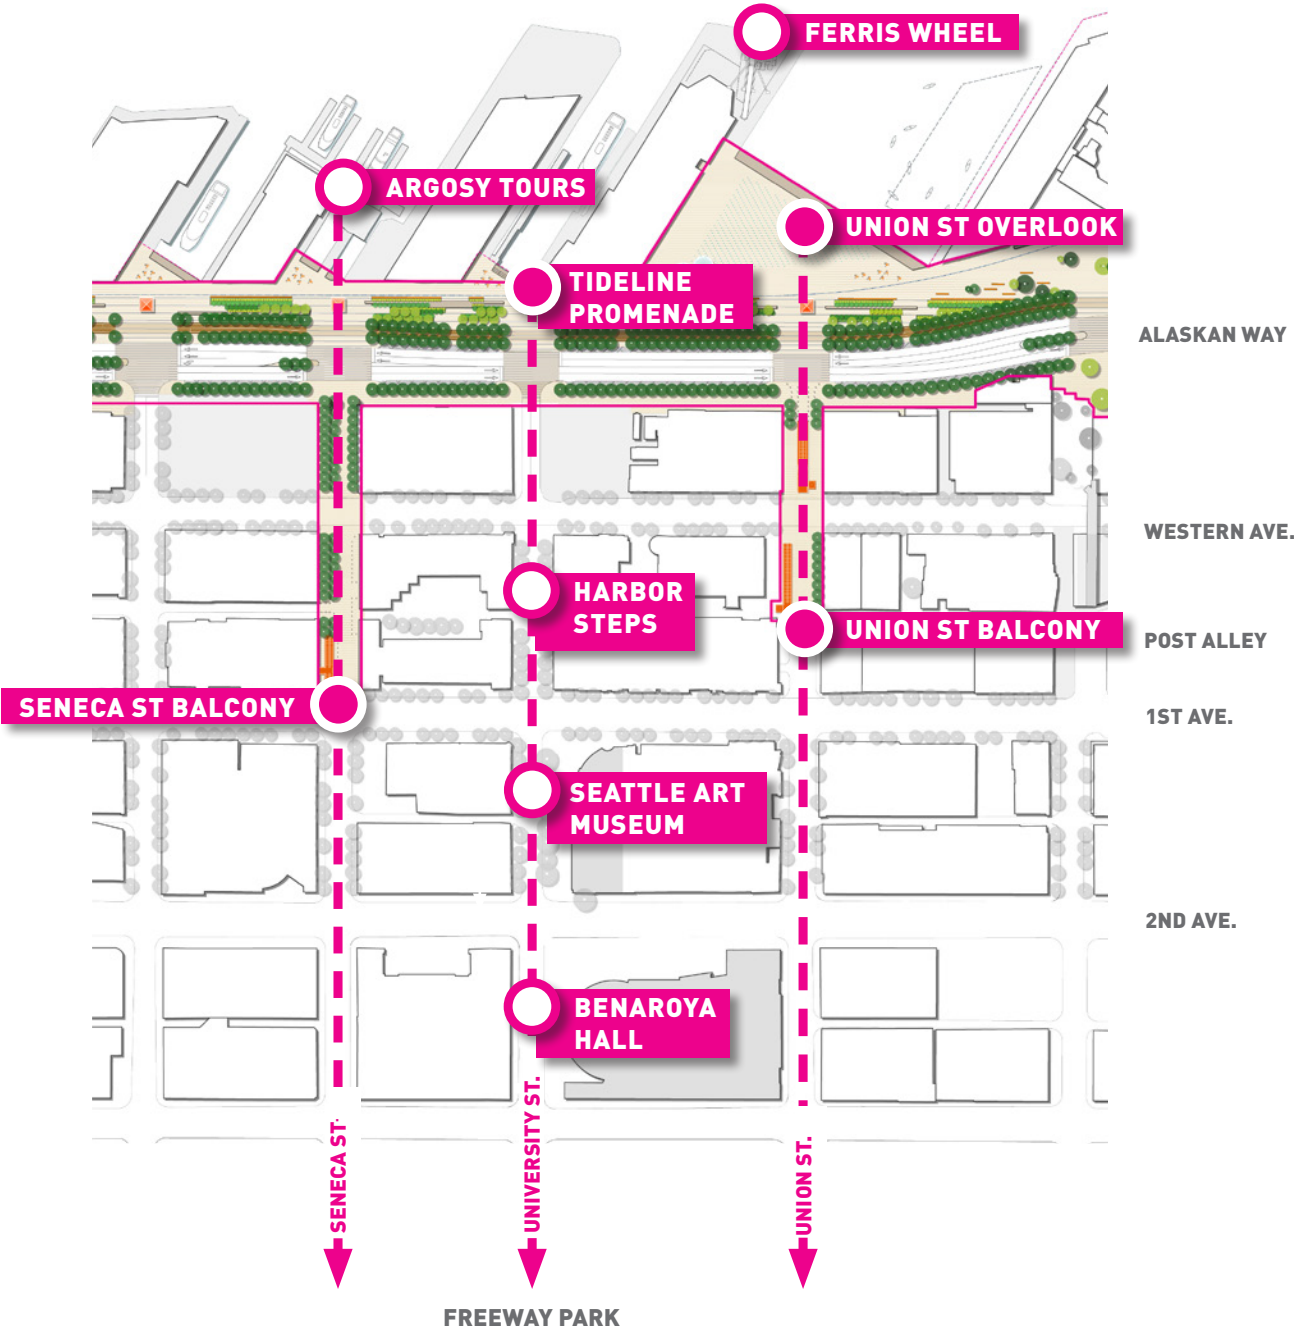 FERRIS WHEEL
ARGOSY TOURS
UNION ST OVERLOOK
TIDELINE
PROMENADE
ALASKAN WAY
WESTERN AVE.
HARBOR
STEPS
UNION ST BALCONY
POST ALLEY
SENECA ST BALCONY
1ST AVE.
SEATTLE ART
MUSEUM
2ND AVE.
BENAROYA
HALL
SENECA ST.
UNIVERSITY ST.
UNION ST.
FREEWAY PARK